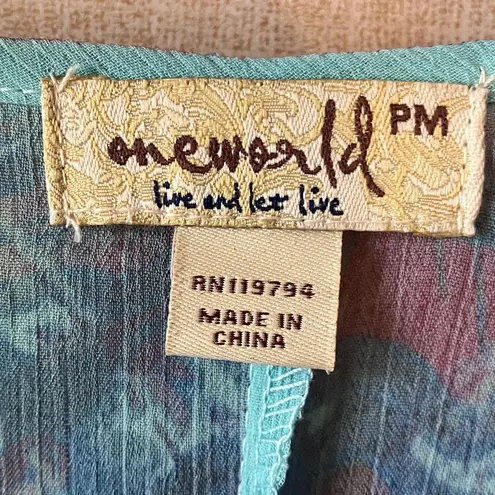 oneworld PM
live and let live
RN119794
MADE IN
CHINA